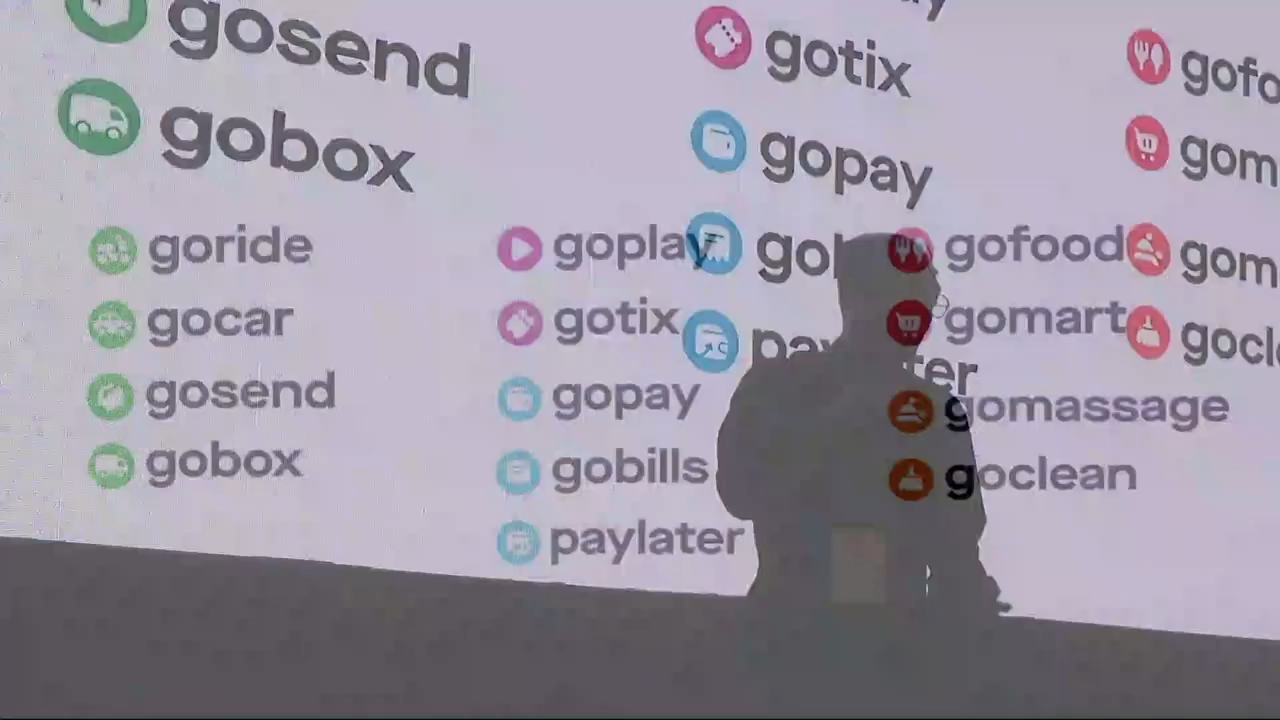 gosend
gobox
gotix
gopay
goride
gocar
gosend
gobox
goplay
gotix
gopay
gobills
paylater
gofood
gomart
gomassage
goclean